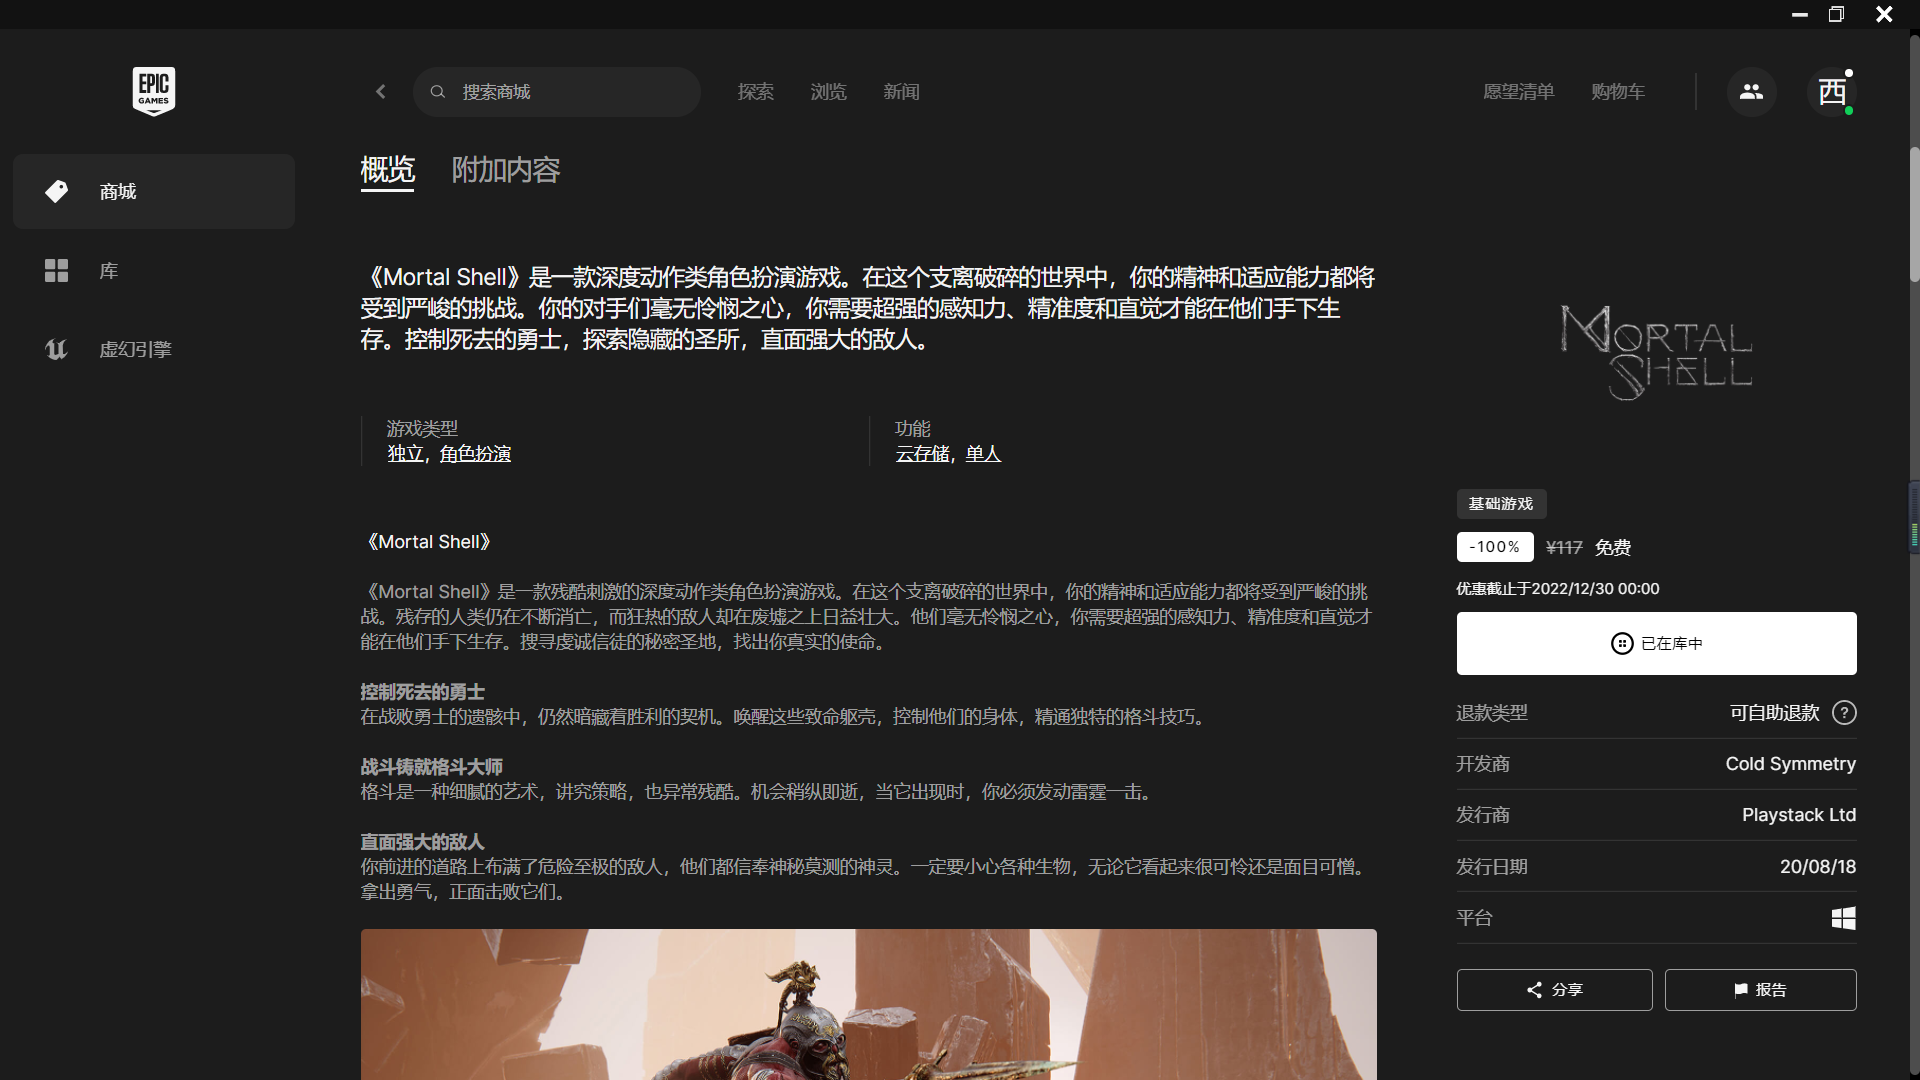 EPIC
GAMES
搜索商城
探索
浏览
新闻
愿望清单
购物车
西
商城
库
虚幻引擎
概览
附加内容
《Mortal Shell》是一款深度动作类角色扮演游戏。在这个支离破碎的世界中，你的精神和适应能力都将
受到严峻的挑战。你的对手们毫无怜悯之心，你需要超强的感知力、精准度和直觉才能在他们手下生
存。控制死去的勇士，探索隐藏的圣所，直面强大的敌人。
游戏类型
独立，角色扮演
功能
云存储，单人
《Mortal Shell》
《Mortal Shell》是一款残酷刺激的深度动作类角色扮演游戏。在这个支离破碎的世界中，你的精神和适应能力都将受到严峻的挑
战。残存的人类仍在不断消亡，而狂热的敌人却在废墟之上日益壮大。他们毫无怜悯之心，你需要超强的感知力、精准度和直觉才
能在他们手下生存。搜寻虔诚信徒的秘密圣地，找出你真实的使命。
控制死去的勇士
在战败勇士的遗骸中，仍然暗藏着胜利的契机。唤醒这些致命躯壳，控制他们的身体，精通独特的格斗技巧。
战斗铸就格斗大师
格斗是一种细腻的艺术，讲究策略，也异常残酷。机会稍纵即逝，当它出现时，你必须发动雷霆一击。
直面强大的敌人
你前进的道路上布满了危险至极的敌人，他们都信奉神秘莫测的神灵。一定要小心各种生物，无论它看起来很可怜还是面目可憎。
拿出勇气，正面击败它们。
MORTAL
SHELL
基础游戏
-100% ¥117 免费
优惠截止于2022/12/30 00:00
已在库中
退款类型 可自助退款 ?
开发商 Cold Symmetry
发行商 Playstack Ltd
发行日期 20/08/18
平台
分享
报告